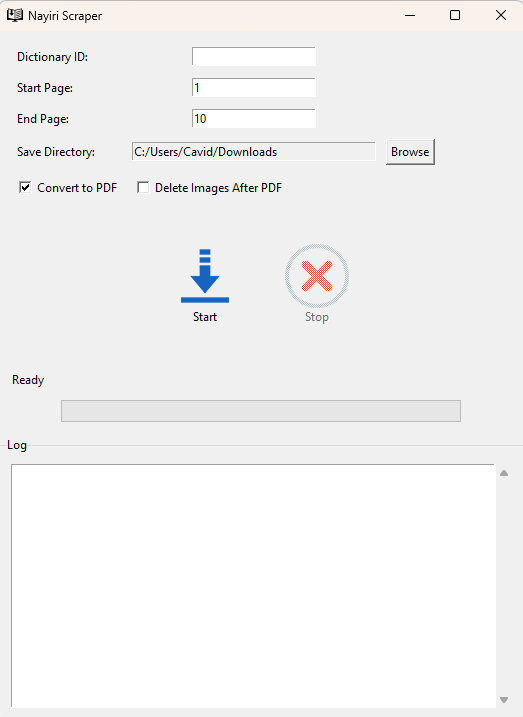 Nayiri Scraper
Dictionary ID:
Start Page: 1
End Page: 10
Save Directory: C:/Users/Cavid/Downloads Browse
Convert to PDF Delete Images After PDF
Start Stop
Ready
Log